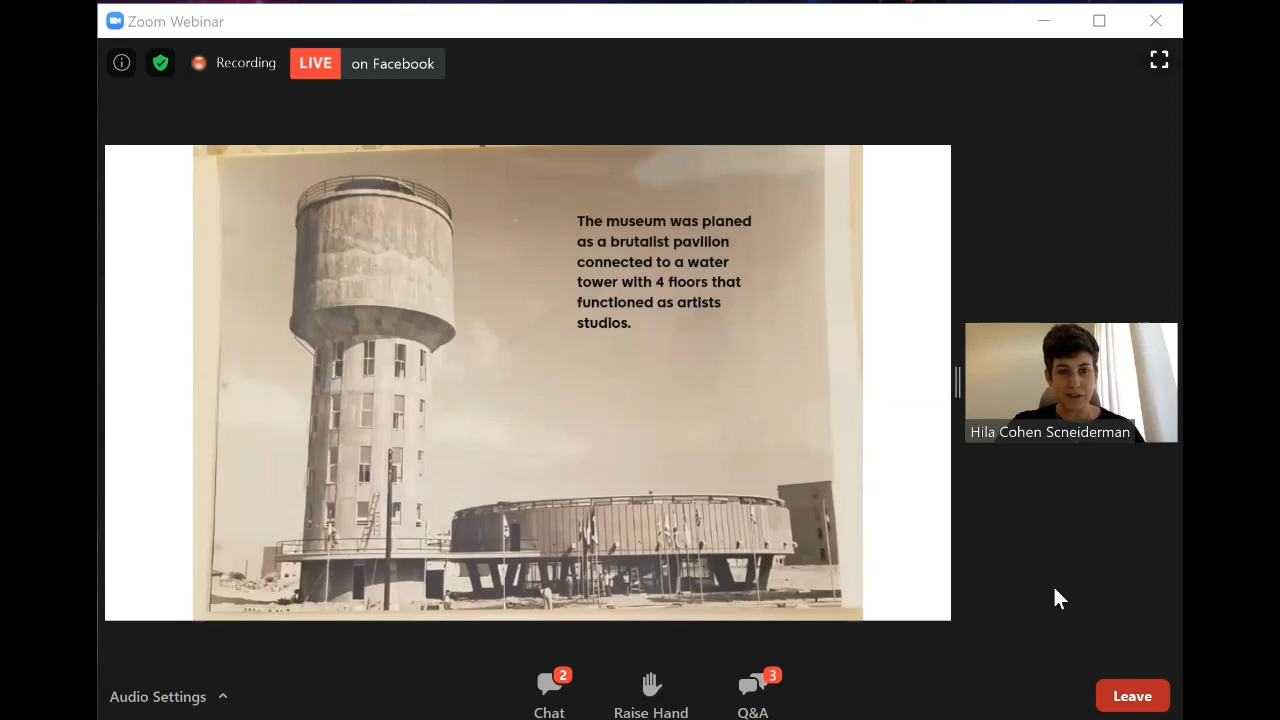 Zoom Webinar
Recording
LIVE
on Facebook
The museum was planed
as a brutalist pavilion
connected to a water
tower with 4 floors that
functioned as artists
studios.
Hila Cohen Scneiderman
Audio Settings
2
Chat
Raise Hand
3
Q&A
Leave